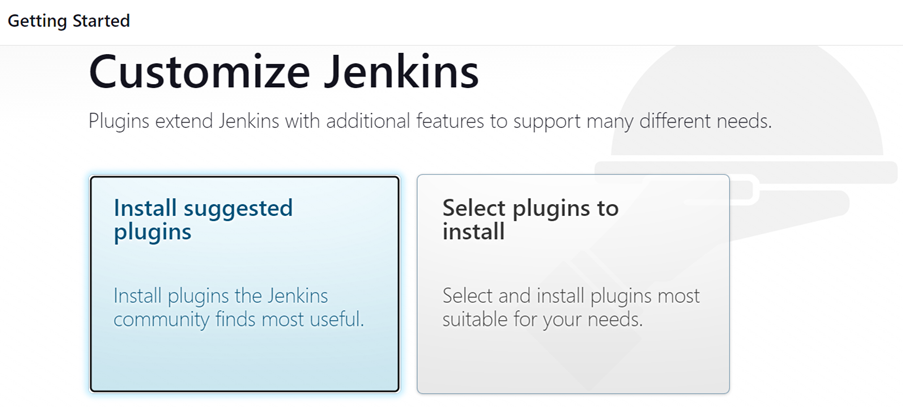 Getting Started
Customize Jenkins
Plugins extend Jenkins with additional features to support many different needs.
Install suggested
plugins
Install plugins the Jenkins
community finds most useful.
Select plugins to
install
Select and install plugins most
suitable for your needs.